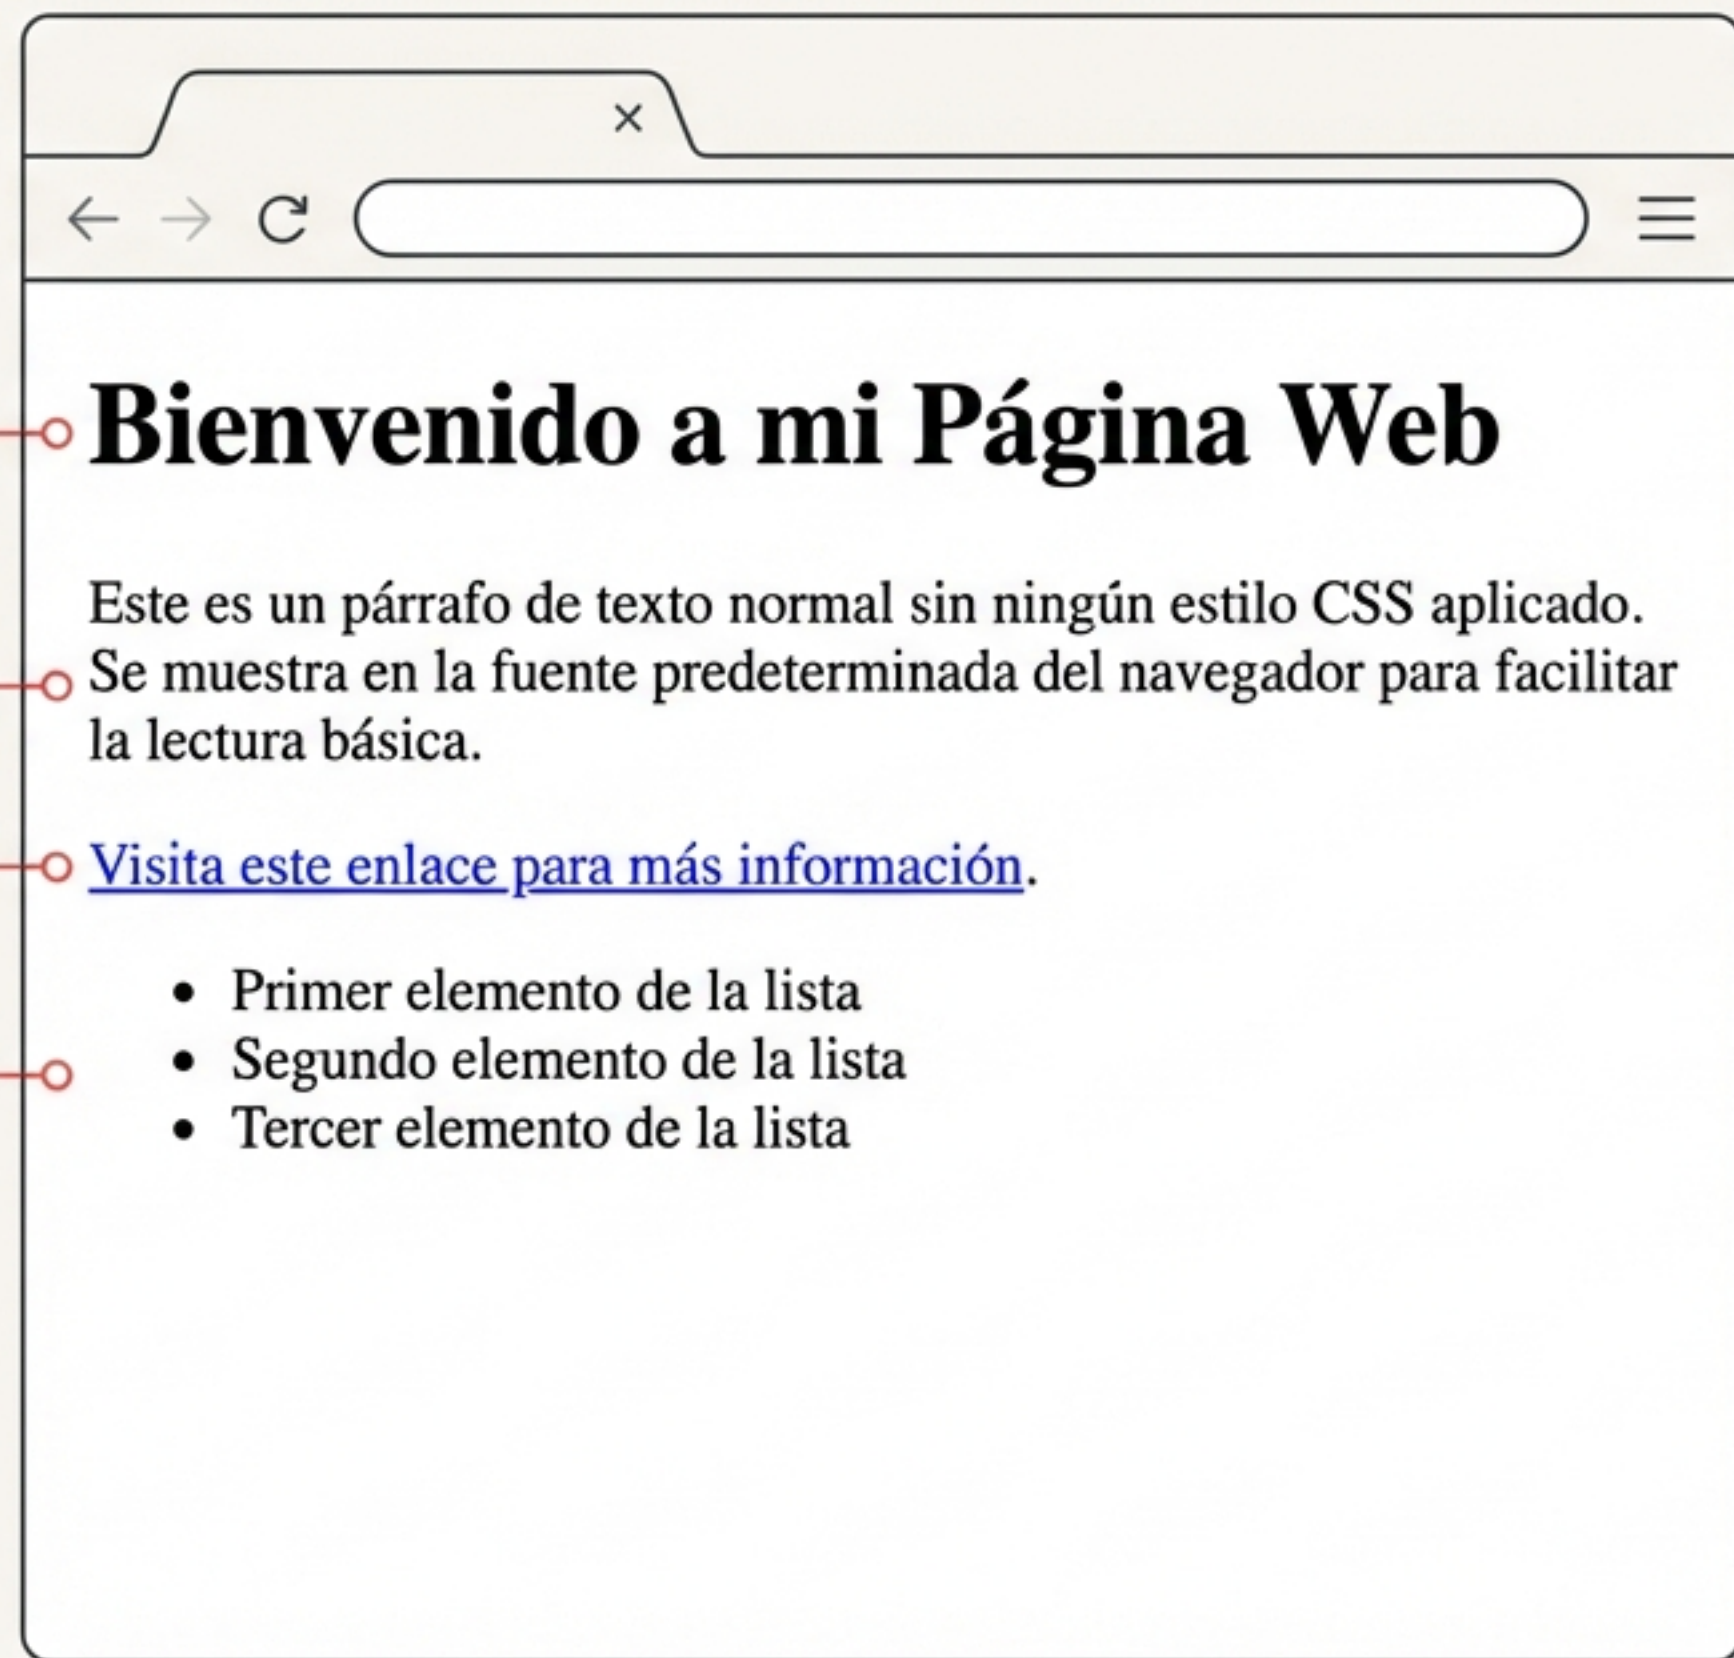 Bienvenido a mi Página Web
Este es un párrafo de texto normal sin ningún estilo CSS aplicado.
Se muestra en la fuente predeterminada del navegador para facilitar
la lectura básica.
Visita este enlace para más información.
• Primer elemento de la lista
• Segundo elemento de la lista
• Tercer elemento de la lista